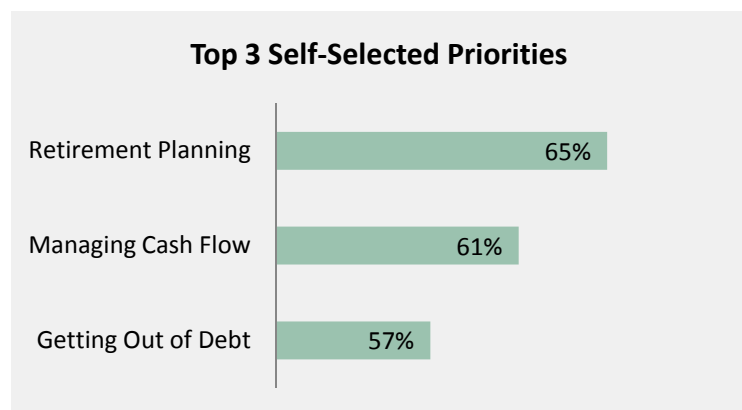 Top 3 Self-Selected Priorities
Retirement Planning 65%
Managing Cash Flow 61%
Getting Out of Debt 57%